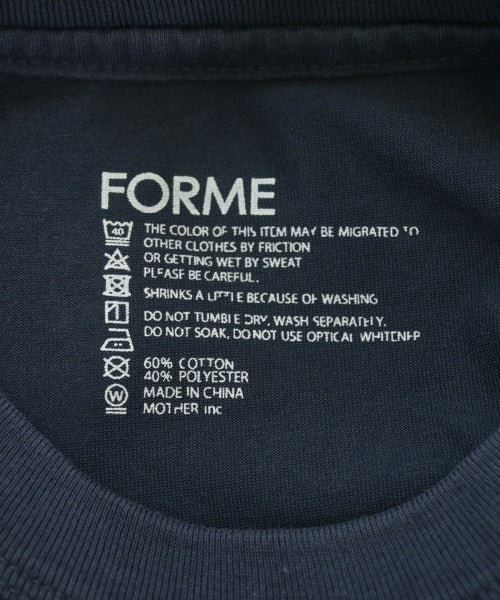 FORME
40
THE COLOR OF THIS ITEM MAY BE MIGRATED TO
OTHER CLOTHES BY FRICTION
OR GETTING WET BY SWEAT
PLEASE BE CAREFUL.
SHRINKS A LITTLE BECAUSE OF WASHING
DO NOT TUMBLE DRY, WASH SEPARATELY.
DO NOT SOAK, DO NOT USE OPTICAL WHITENER
60% COTTON
40% POLYESTER
W
MADE IN CHINA
MOTHER inc